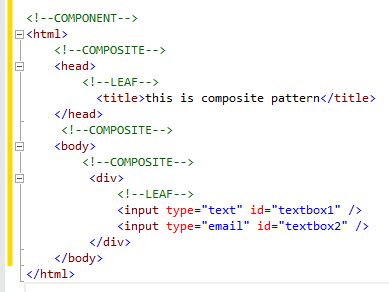 <!--COMPONENT-->
<html>
<!--COMPOSITE-->
<head>
<!--LEAF-->
<title>this is composite pattern</title>
</head>
<!--COMPOSITE-->
<body>
<!--COMPOSITE-->
<div>
<!--LEAF-->
<input type="text" id="textbox1" />
<input type="email" id="textbox2" />
</div>
</body>
</html>